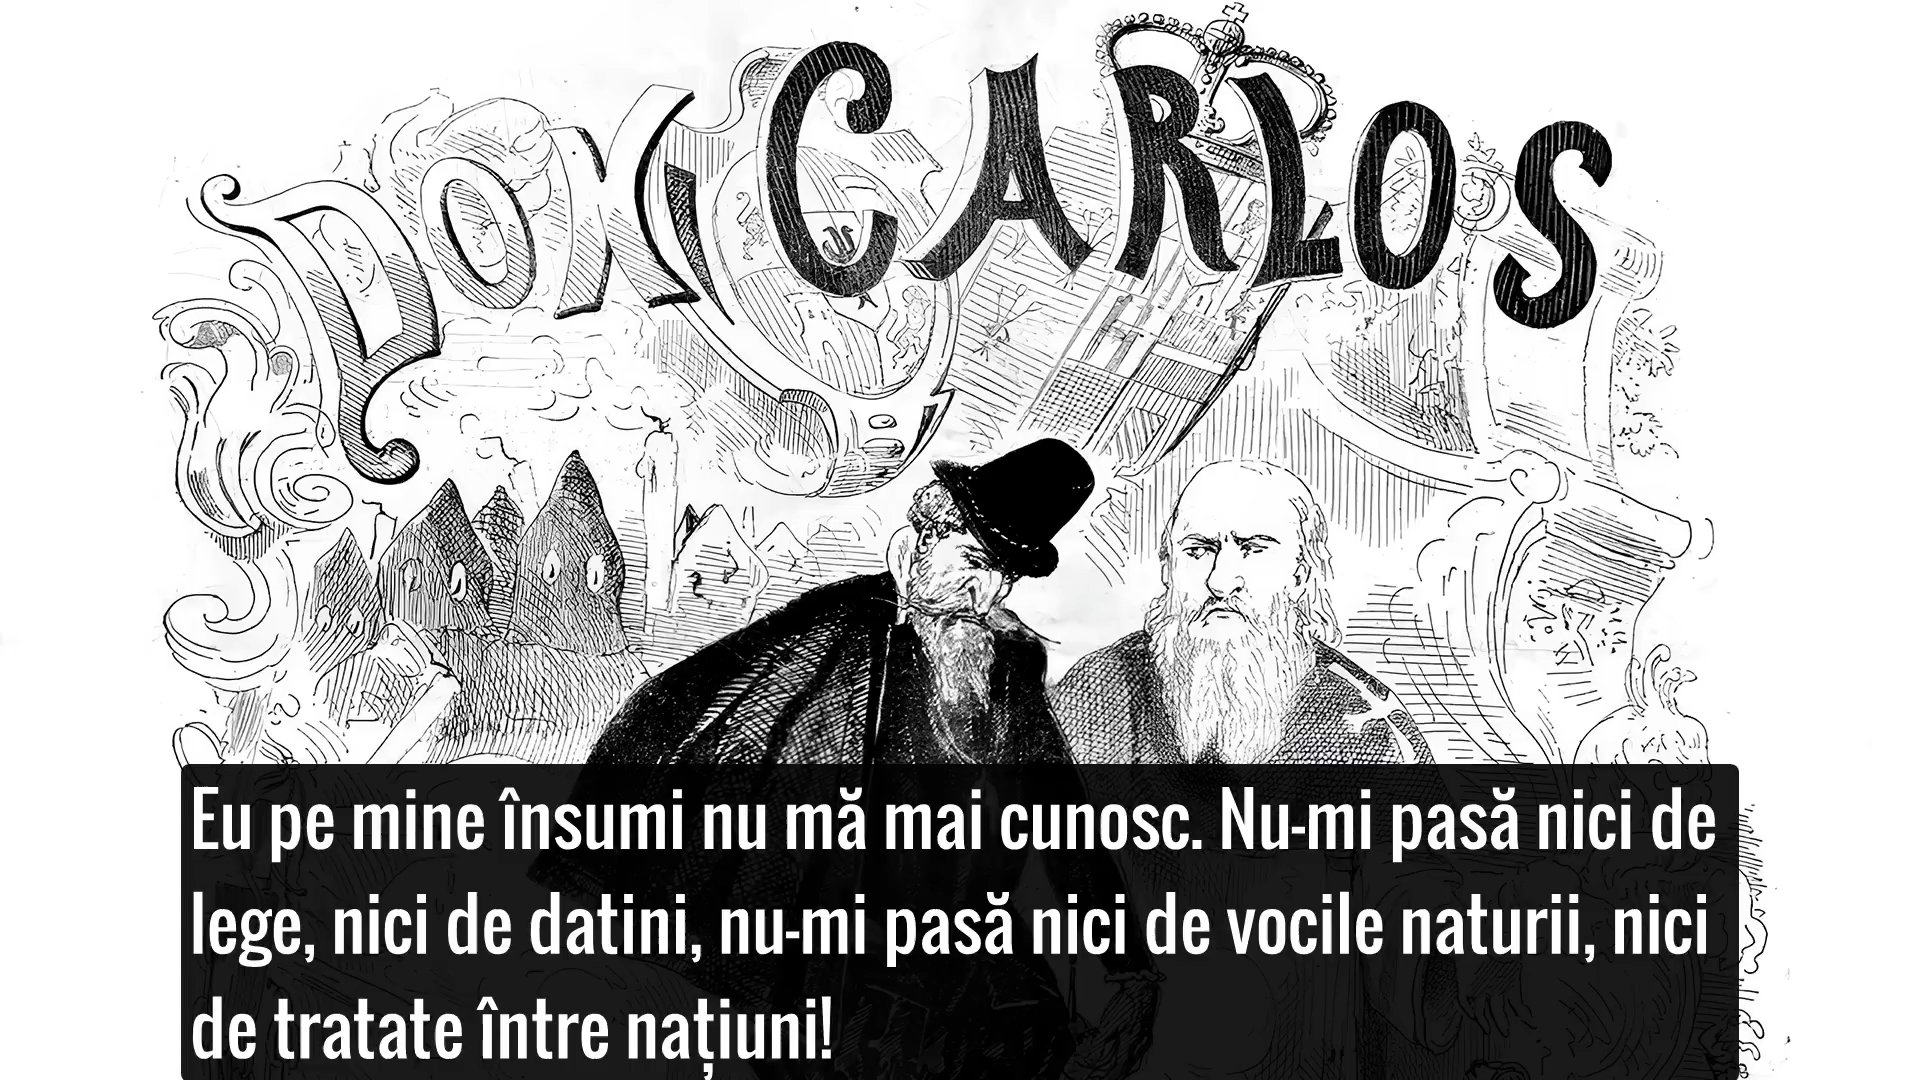 DON CARLOS
Eu pe mine însumi nu mă mai cunosc. Nu-mi pasă nici de
lege, nici de datini, nu-mi pasă nici de vocile naturii, nici
de tratate între națiuni!